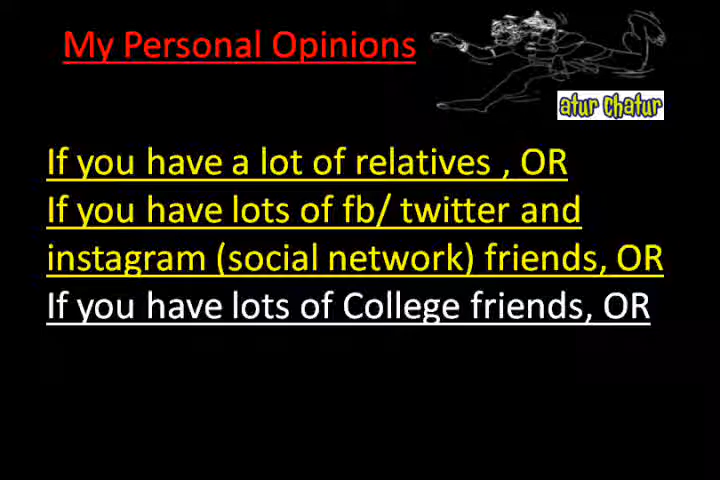 My Personal Opinions
atur chatur
If you have a lot of relatives , OR
If you have lots of fb/ twitter and
instagram (social network) friends, OR
If you have lots of College friends, OR